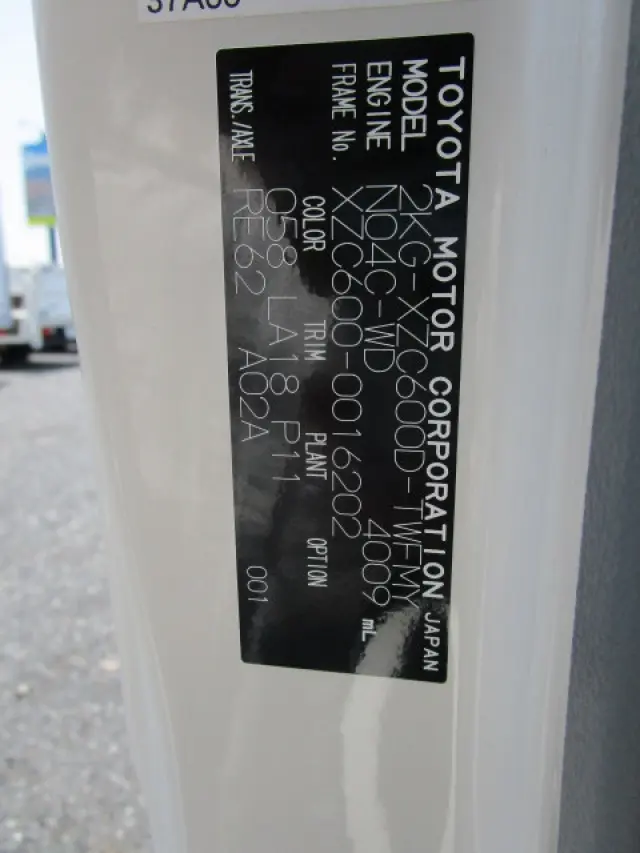 TOYOTA MOTOR CORPORATION JAPAN
MODEL 2KG-XZC600D-TWFMY
ENGINE N04C-WD 4009 mL
FRAME No. XZC600-0016202
COLOR TRIM PLANT OPTION
058 LA18 P11
TRANS./AXLE RE62 A02A 001